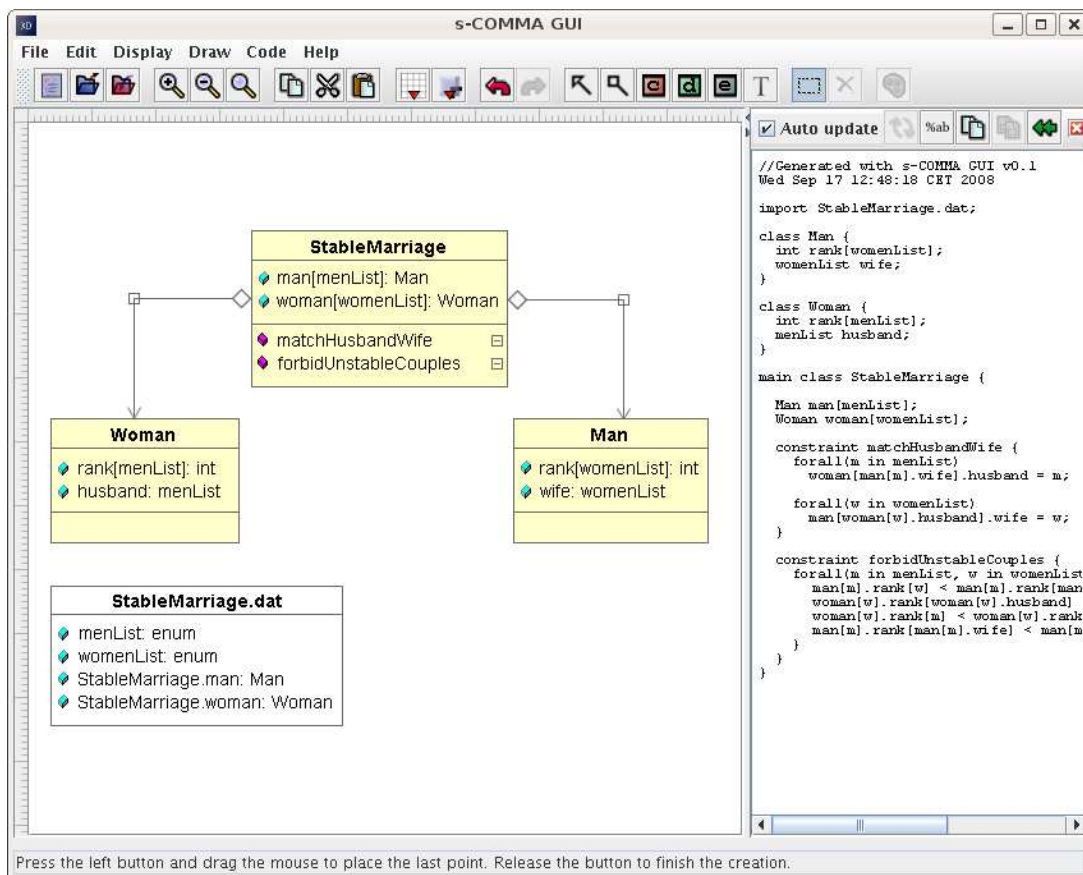 s-COMMA GUI
File Edit Display Draw Code Help
c d e T
Auto update %ab
StableMarriage
man[menList]: Man
woman[womenList]: Woman
matchHusbandWife
forbidUnstableCouples
Woman
rank[menList]: int
husband: menList
Man
rank[womenList]: int
wife: womenList
StableMarriage.dat
menList: enum
womenList: enum
StableMarriage.man: Man
StableMarriage.woman: Woman
//Generated with s-COMMA GUI v0.1
Wed Sep 17 12:48:18 CET 2008
import StableMarriage.dat;
class Man {
int rank[womenList];
womenList wife;
}
class Woman {
int rank[menList];
menList husband;
}
main class StableMarriage {
Man man[menList];
Woman woman[womenList];
constraint matchHusbandWife {
forall(m in menList)
woman[man[m].wife].husband = m;
forall(w in womenList)
man[woman[w].husband].wife = w;
}
constraint forbidUnstableCouples {
forall(m in menList, w in womenList
man[m].rank[w] < man[m].rank[man
woman[w].rank[woman[w].husband]
woman[w].rank[m] < woman[w].rank
man[m].rank[man[m].wife] < man[m
}
}
}
Press the left button and drag the mouse to place the last point. Release the button to finish the creation.